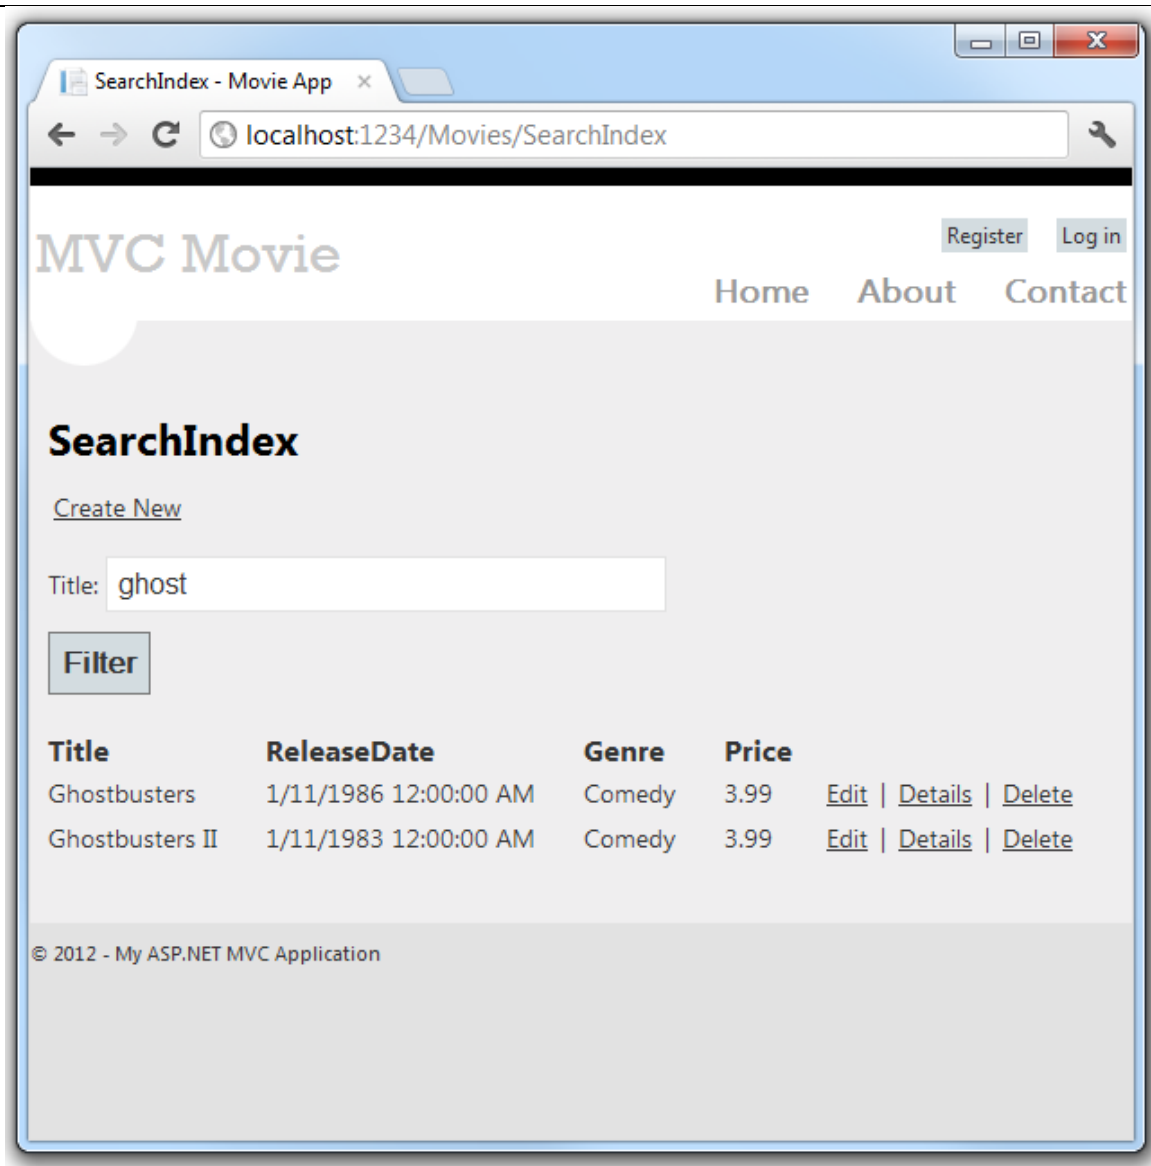 SearchIndex - Movie App
localhost:1234/Movies/SearchIndex
Register Log in
MVC Movie
Home About Contact
SearchIndex
Create New
Title: ghost
Filter
Title ReleaseDate Genre Price
Ghostbusters 1/11/1986 12:00:00 AM Comedy 3.99 Edit | Details | Delete
Ghostbusters II 1/11/1983 12:00:00 AM Comedy 3.99 Edit | Details | Delete
© 2012 - My ASP.NET MVC Application